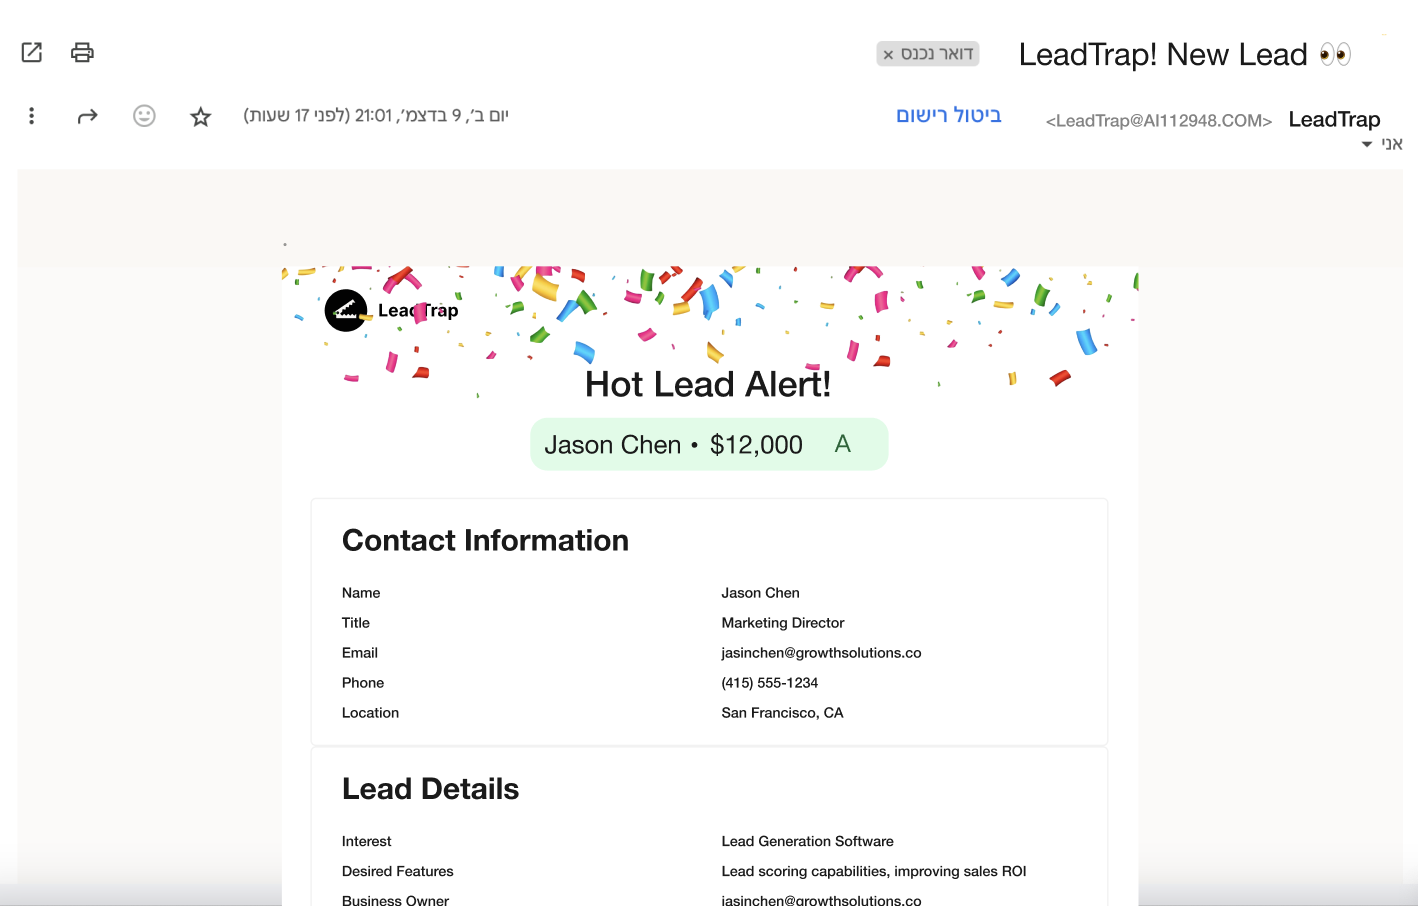 LeadTrap! New Lead 👀
דואר נכנס ×
LeadTrap <LeadTrap@AI112948.COM> ביטול רישום
יום ב׳, 9 בדצמ׳, 21:01 (לפני 17 שעות)
אני
LeadTrap
Hot Lead Alert!
Jason Chen • $12,000 A
Contact Information
Name Jason Chen
Title Marketing Director
Email jasinchen@growthsolutions.co
Phone (415) 555-1234
Location San Francisco, CA
Lead Details
Interest Lead Generation Software
Desired Features Lead scoring capabilities, improving sales ROI
Business Owner jasinchen@growthsolutions.co